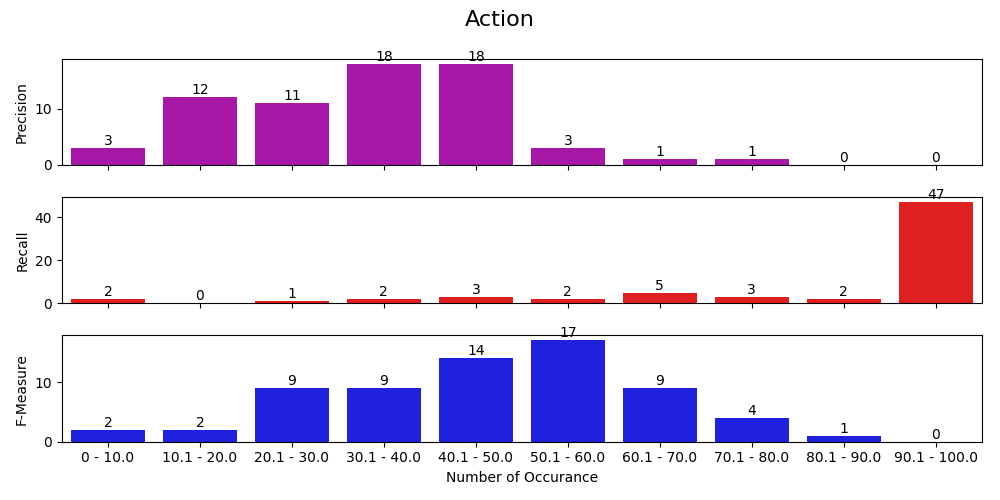 Action
Precision
10
0
3
12
11
18
18
3
1
1
0
0
Recall
40
20
0
2
0
1
2
3
2
5
3
2
47
F-Measure
10
0
2
2
9
9
14
17
9
4
1
0
0 - 10.0
10.1 - 20.0
20.1 - 30.0
30.1 - 40.0
40.1 - 50.0
50.1 - 60.0
60.1 - 70.0
70.1 - 80.0
80.1 - 90.0
90.1 - 100.0
Number of Occurance